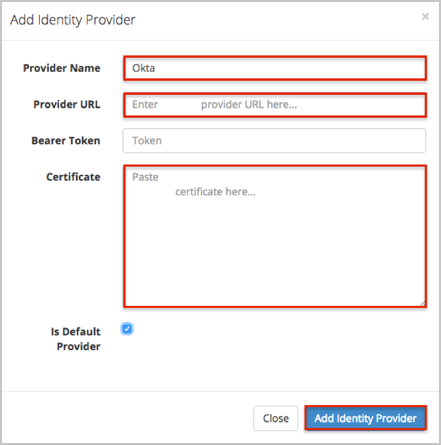 Add Identity Provider ×
Provider Name Okta
Provider URL Enter provider URL here...
Bearer Token Token
Certificate Paste
certificate here...
Is Default
Provider
Close Add Identity Provider